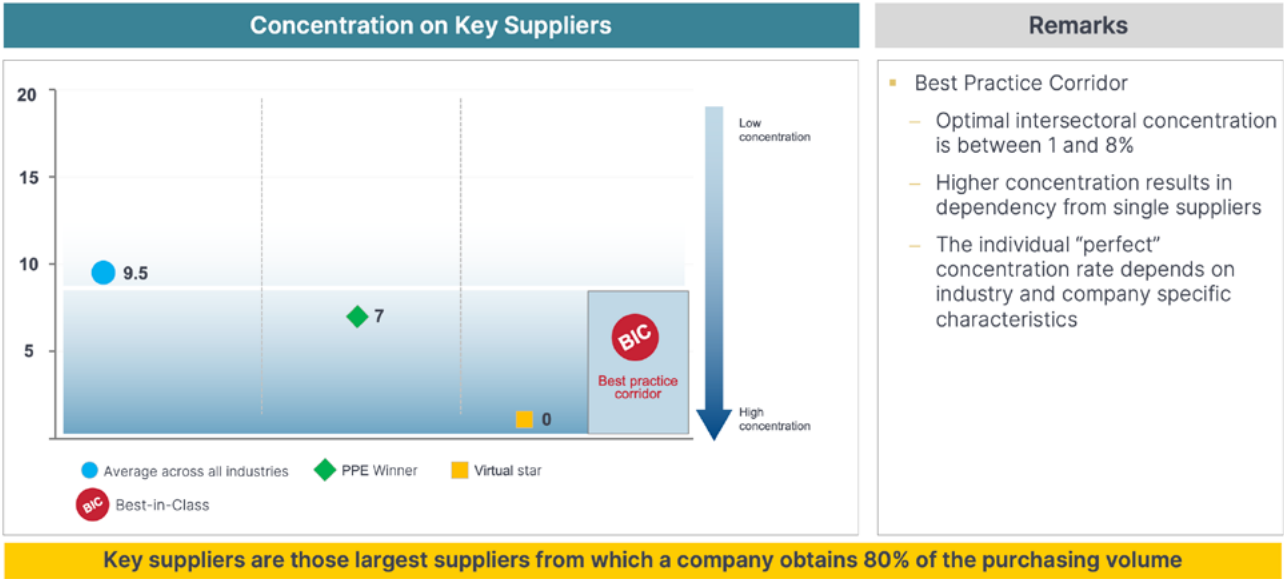 Concentration on Key Suppliers
20
15
10
5
9.5
7
0
BIC
Best practice
corridor
Low
concentration
High
concentration
Average across all industries
PPE Winner
Virtual star
BIC
Best-in-Class
Remarks
Best Practice Corridor
– Optimal intersectoral concentration
is between 1 and 8%
– Higher concentration results in
dependency from single suppliers
– The individual “perfect”
concentration rate depends on
industry and company specific
characteristics
Key suppliers are those largest suppliers from which a company obtains 80% of the purchasing volume